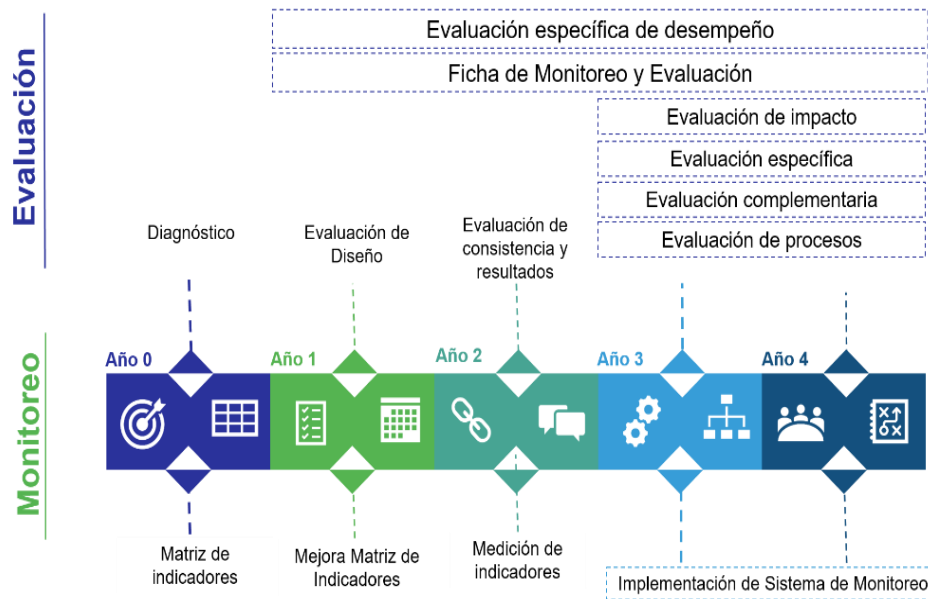 Evaluación
Evaluación específica de desempeño
Ficha de Monitoreo y Evaluación
Evaluación de impacto
Evaluación específica
Evaluación complementaria
Evaluación de procesos
Diagnóstico
Evaluación de
Diseño
Evaluación de
consistencia y
resultados
Monitoreo
Año 0
Año 1
Año 2
Año 3
Año 4
Matriz de
indicadores
Mejora Matriz de
Indicadores
Medición de
indicadores
Implementación de Sistema de Monitoreo